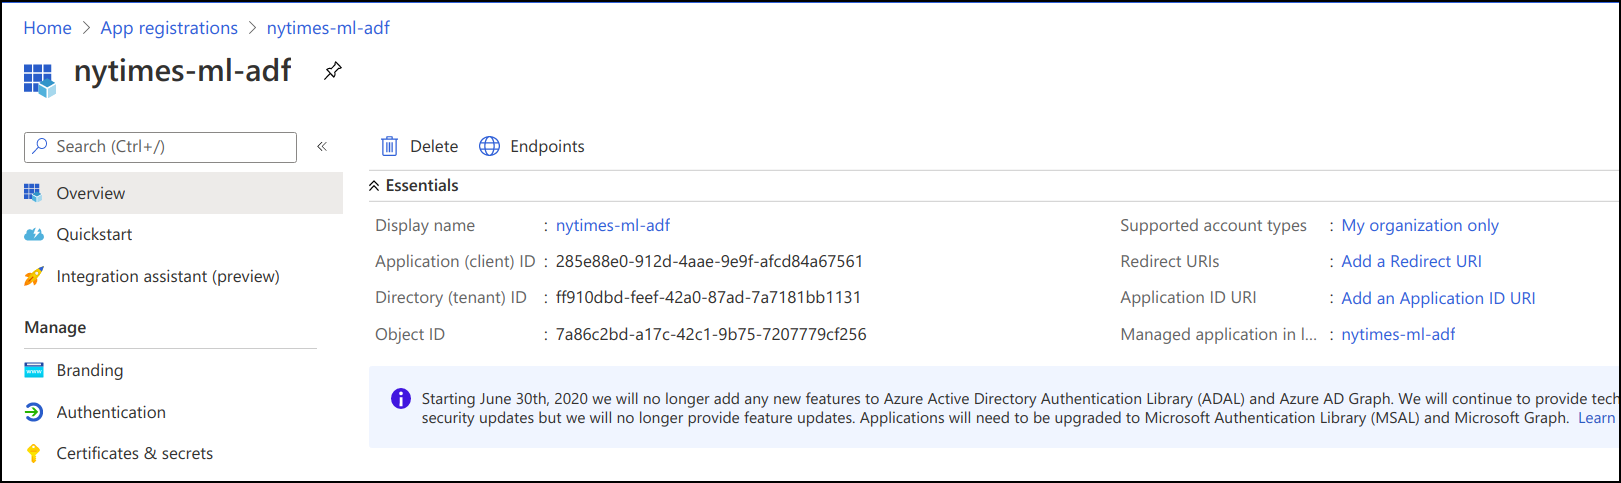 Home > App registrations > nytimes-ml-adf
nytimes-ml-adf
Search (Ctrl+/)
«
Delete
Endpoints
Overview
Quickstart
Integration assistant (preview)
Manage
Branding
Authentication
Certificates & secrets
Essentials
Display name : nytimes-ml-adf
Application (client) ID : 285e88e0-912d-4aae-9e9f-afcd84a67561
Directory (tenant) ID : ff910dbd-feef-42a0-87ad-7a7181bb1131
Object ID : 7a86c2bd-a17c-42c1-9b75-7207779cf256
Supported account types : My organization only
Redirect URIs : Add a Redirect URI
Application ID URI : Add an Application ID URI
Managed application in l... : nytimes-ml-adf
Starting June 30th, 2020 we will no longer add any new features to Azure Active Directory Authentication Library (ADAL) and Azure AD Graph. We will continue to provide tech
security updates but we will no longer provide feature updates. Applications will need to be upgraded to Microsoft Authentication Library (MSAL) and Microsoft Graph. Learn